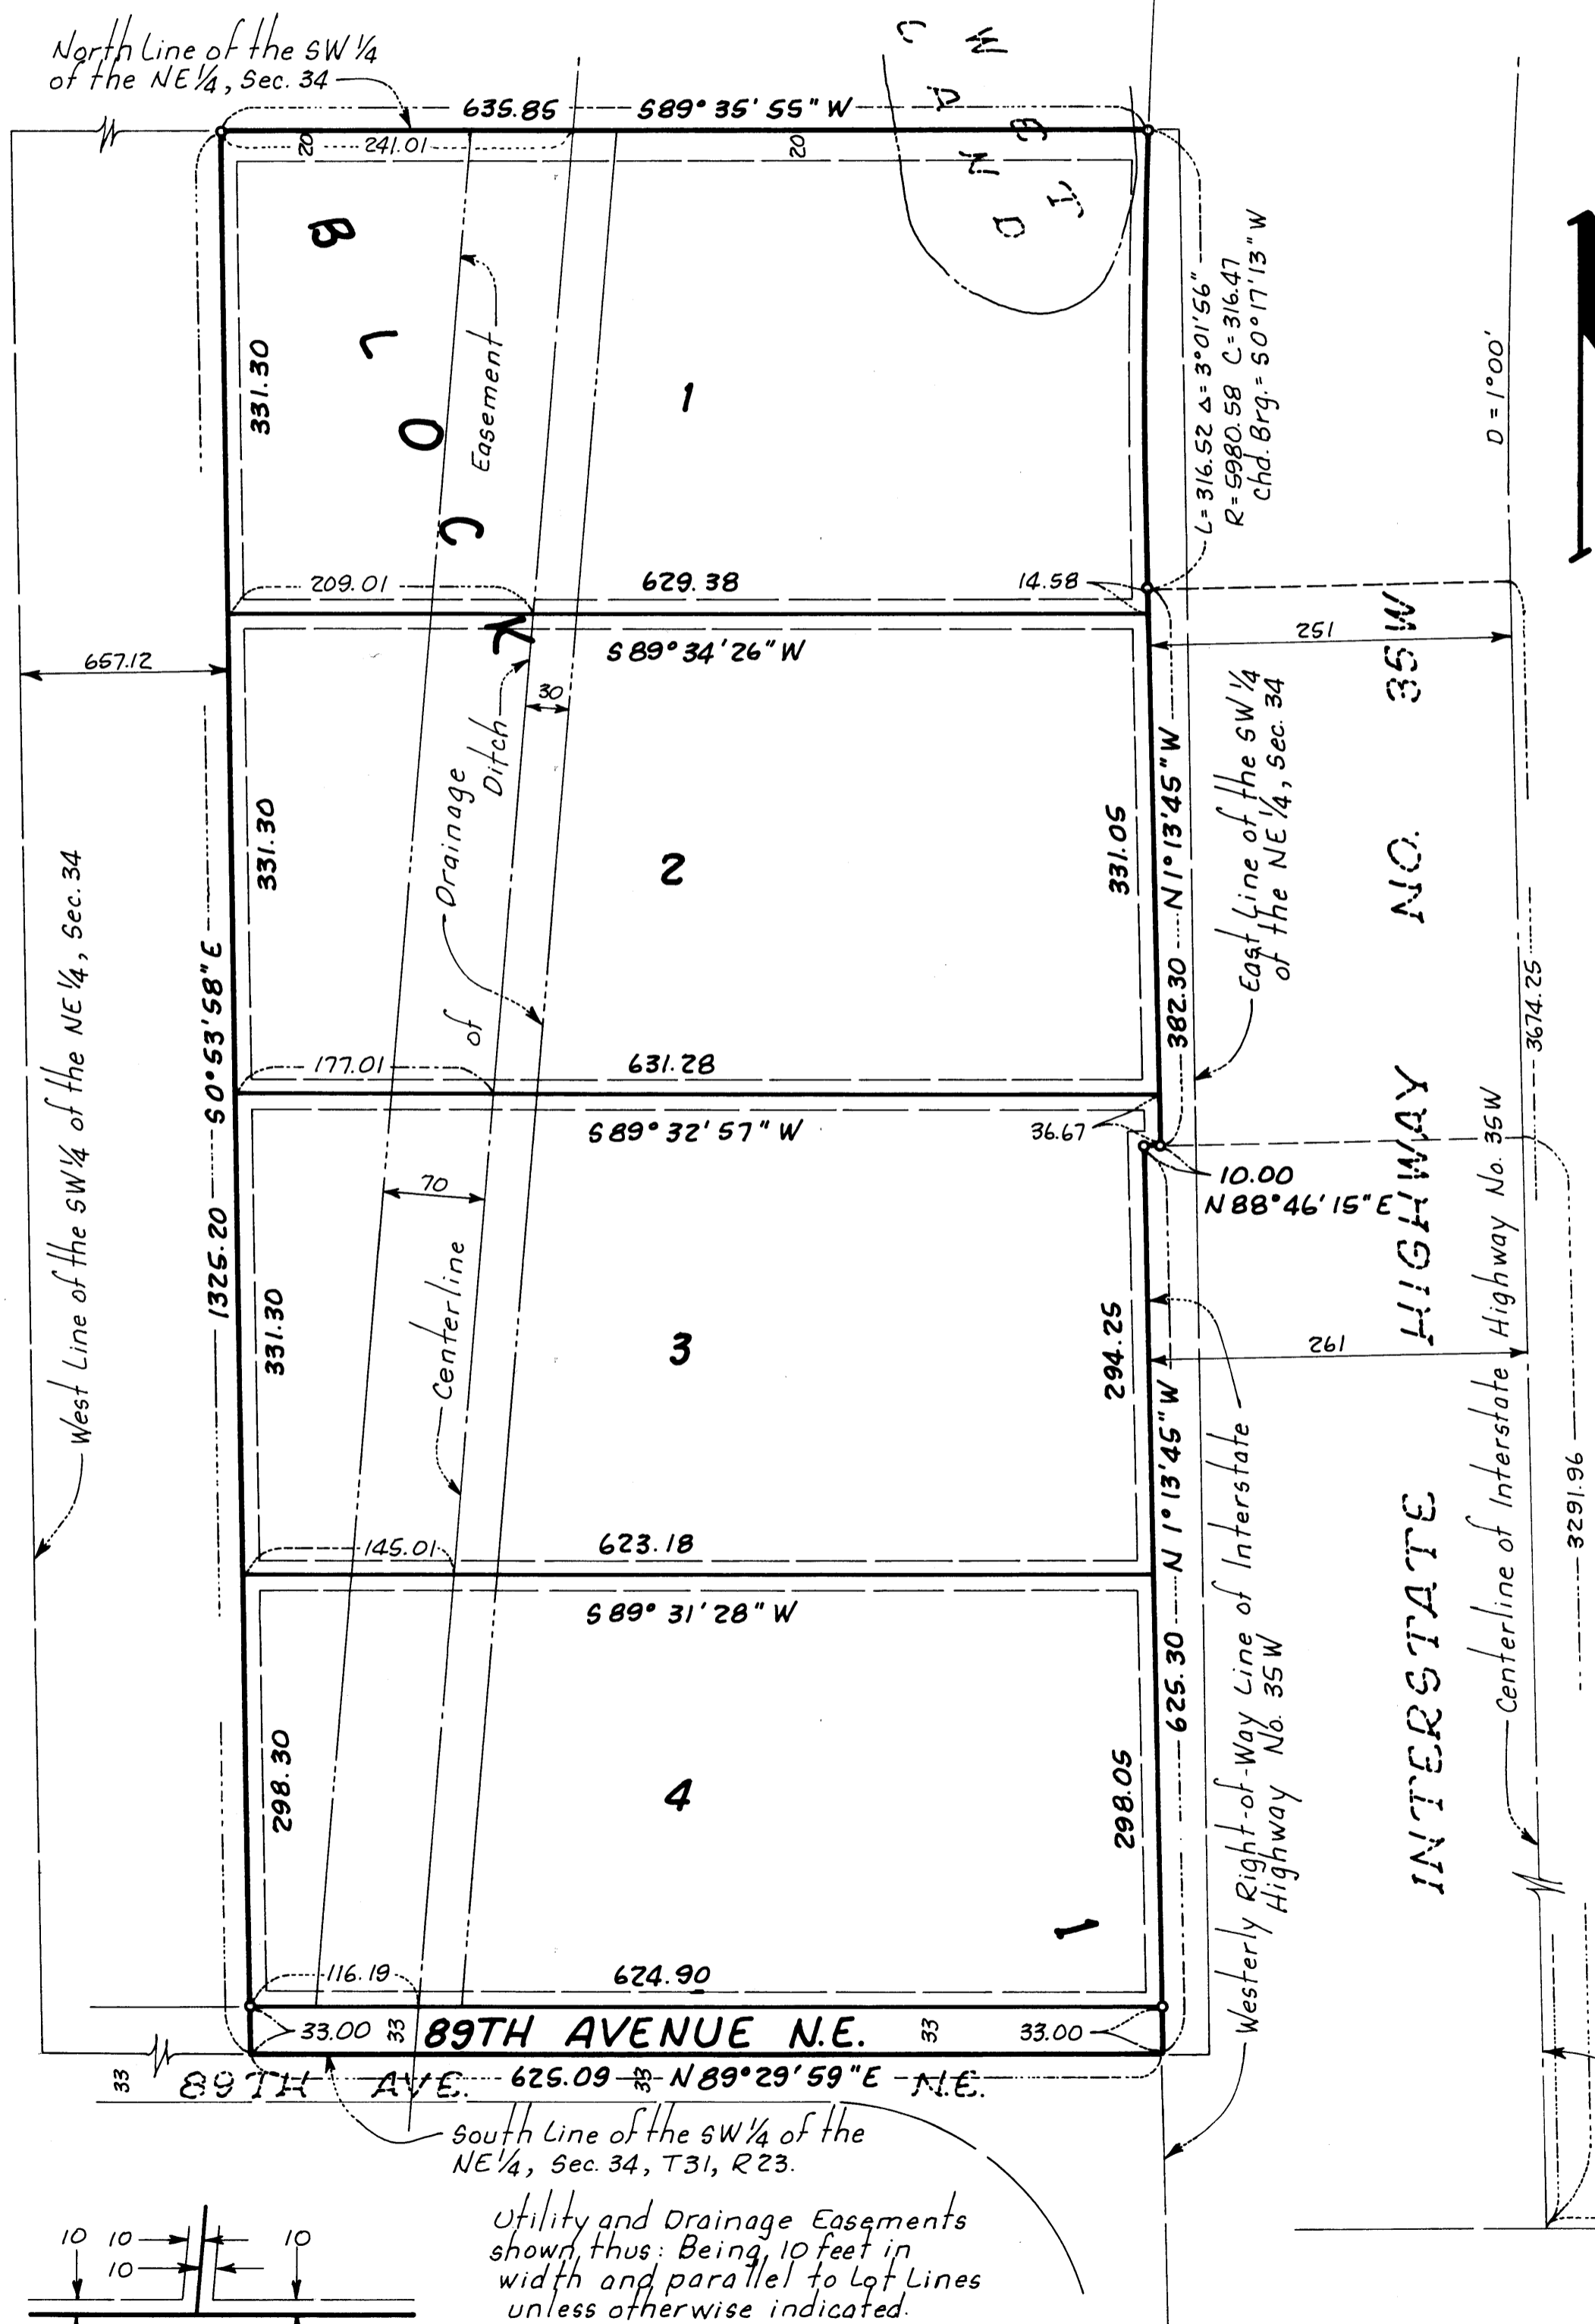 North Line of the SW 1/4
of the NE 1/4, Sec. 34
635.85 S89° 35' 55" W
20 241.01 20
DRAINAGE
B L O C K 1
331.30
Easement
1
L = 316.52 Δ = 3°01'56"
R = 5980.58 C = 316.47
Chd. Brg. = S0°17'13" W
D = 1°00'
209.01 629.38 14.58
S 89° 34' 26" W
657.12
30
251
331.30
Drainage
Ditch
of
2
331.05
382.30 N 1° 13' 45" W
East Line of the SW 1/4
of the NE 1/4, Sec. 34
3674.25
West Line of the SW 1/4 of the NE 1/4, Sec. 34
1325.20 S 0° 53' 58" E
177.01 631.28
S 89° 32' 57" W
36.67
10.00
N 88° 46' 15" E
70
331.30
Centerline
3
294.25
261
INTERSTATE HIGHWAY NO. 35W
Centerline of Interstate Highway No. 35W
3291.96
145.01 623.18
S 89° 31' 28" W
625.30 N 1° 13' 45" W
Westerly Right-of-Way Line of Interstate
Highway No. 35W
298.30
4
298.05
116.19 624.90
33.00 33 89TH AVENUE N.E. 33 33.00
33 89TH AVE. N.E.
625.09 33 N 89° 29' 59" E
South Line of the SW 1/4 of the
NE 1/4, Sec. 34, T31, R23.
Utility and Drainage Easements
shown thus: Being 10 feet in
width and parallel to Lot Lines
unless otherwise indicated.
10 10 10
10